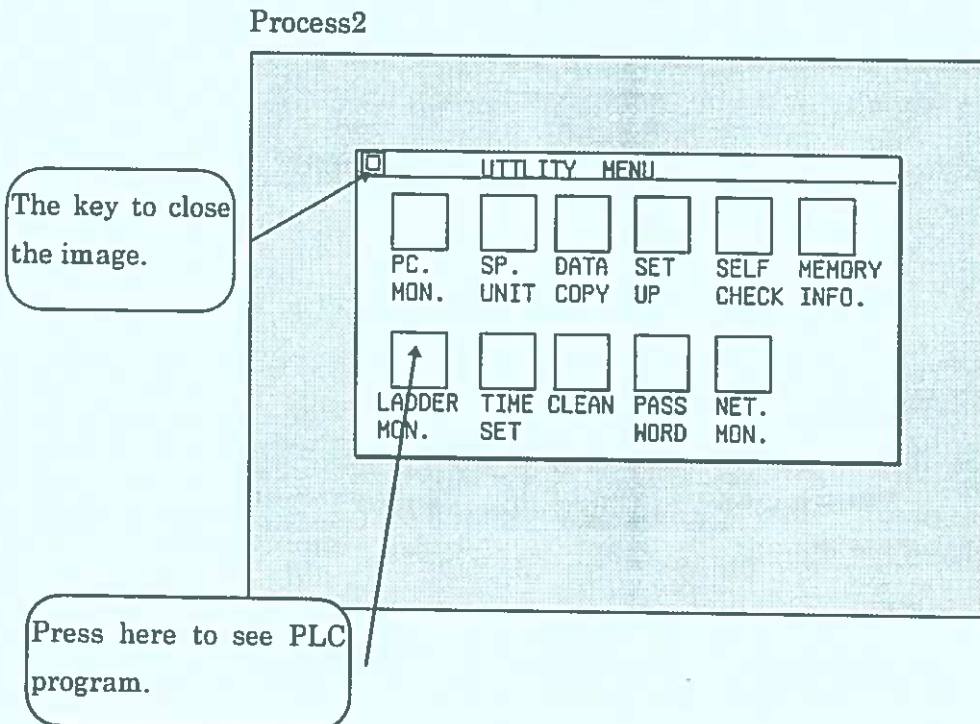 Process2
UTTLITY MENU
The key to close
the image.
PC. SP. DATA SET SELF MEMORY
MON. UNIT COPY UP CHECK INFO.
LADDER TIME CLEAN PASS NET.
MON. SET WORD MON.
Press here to see PLC
program.